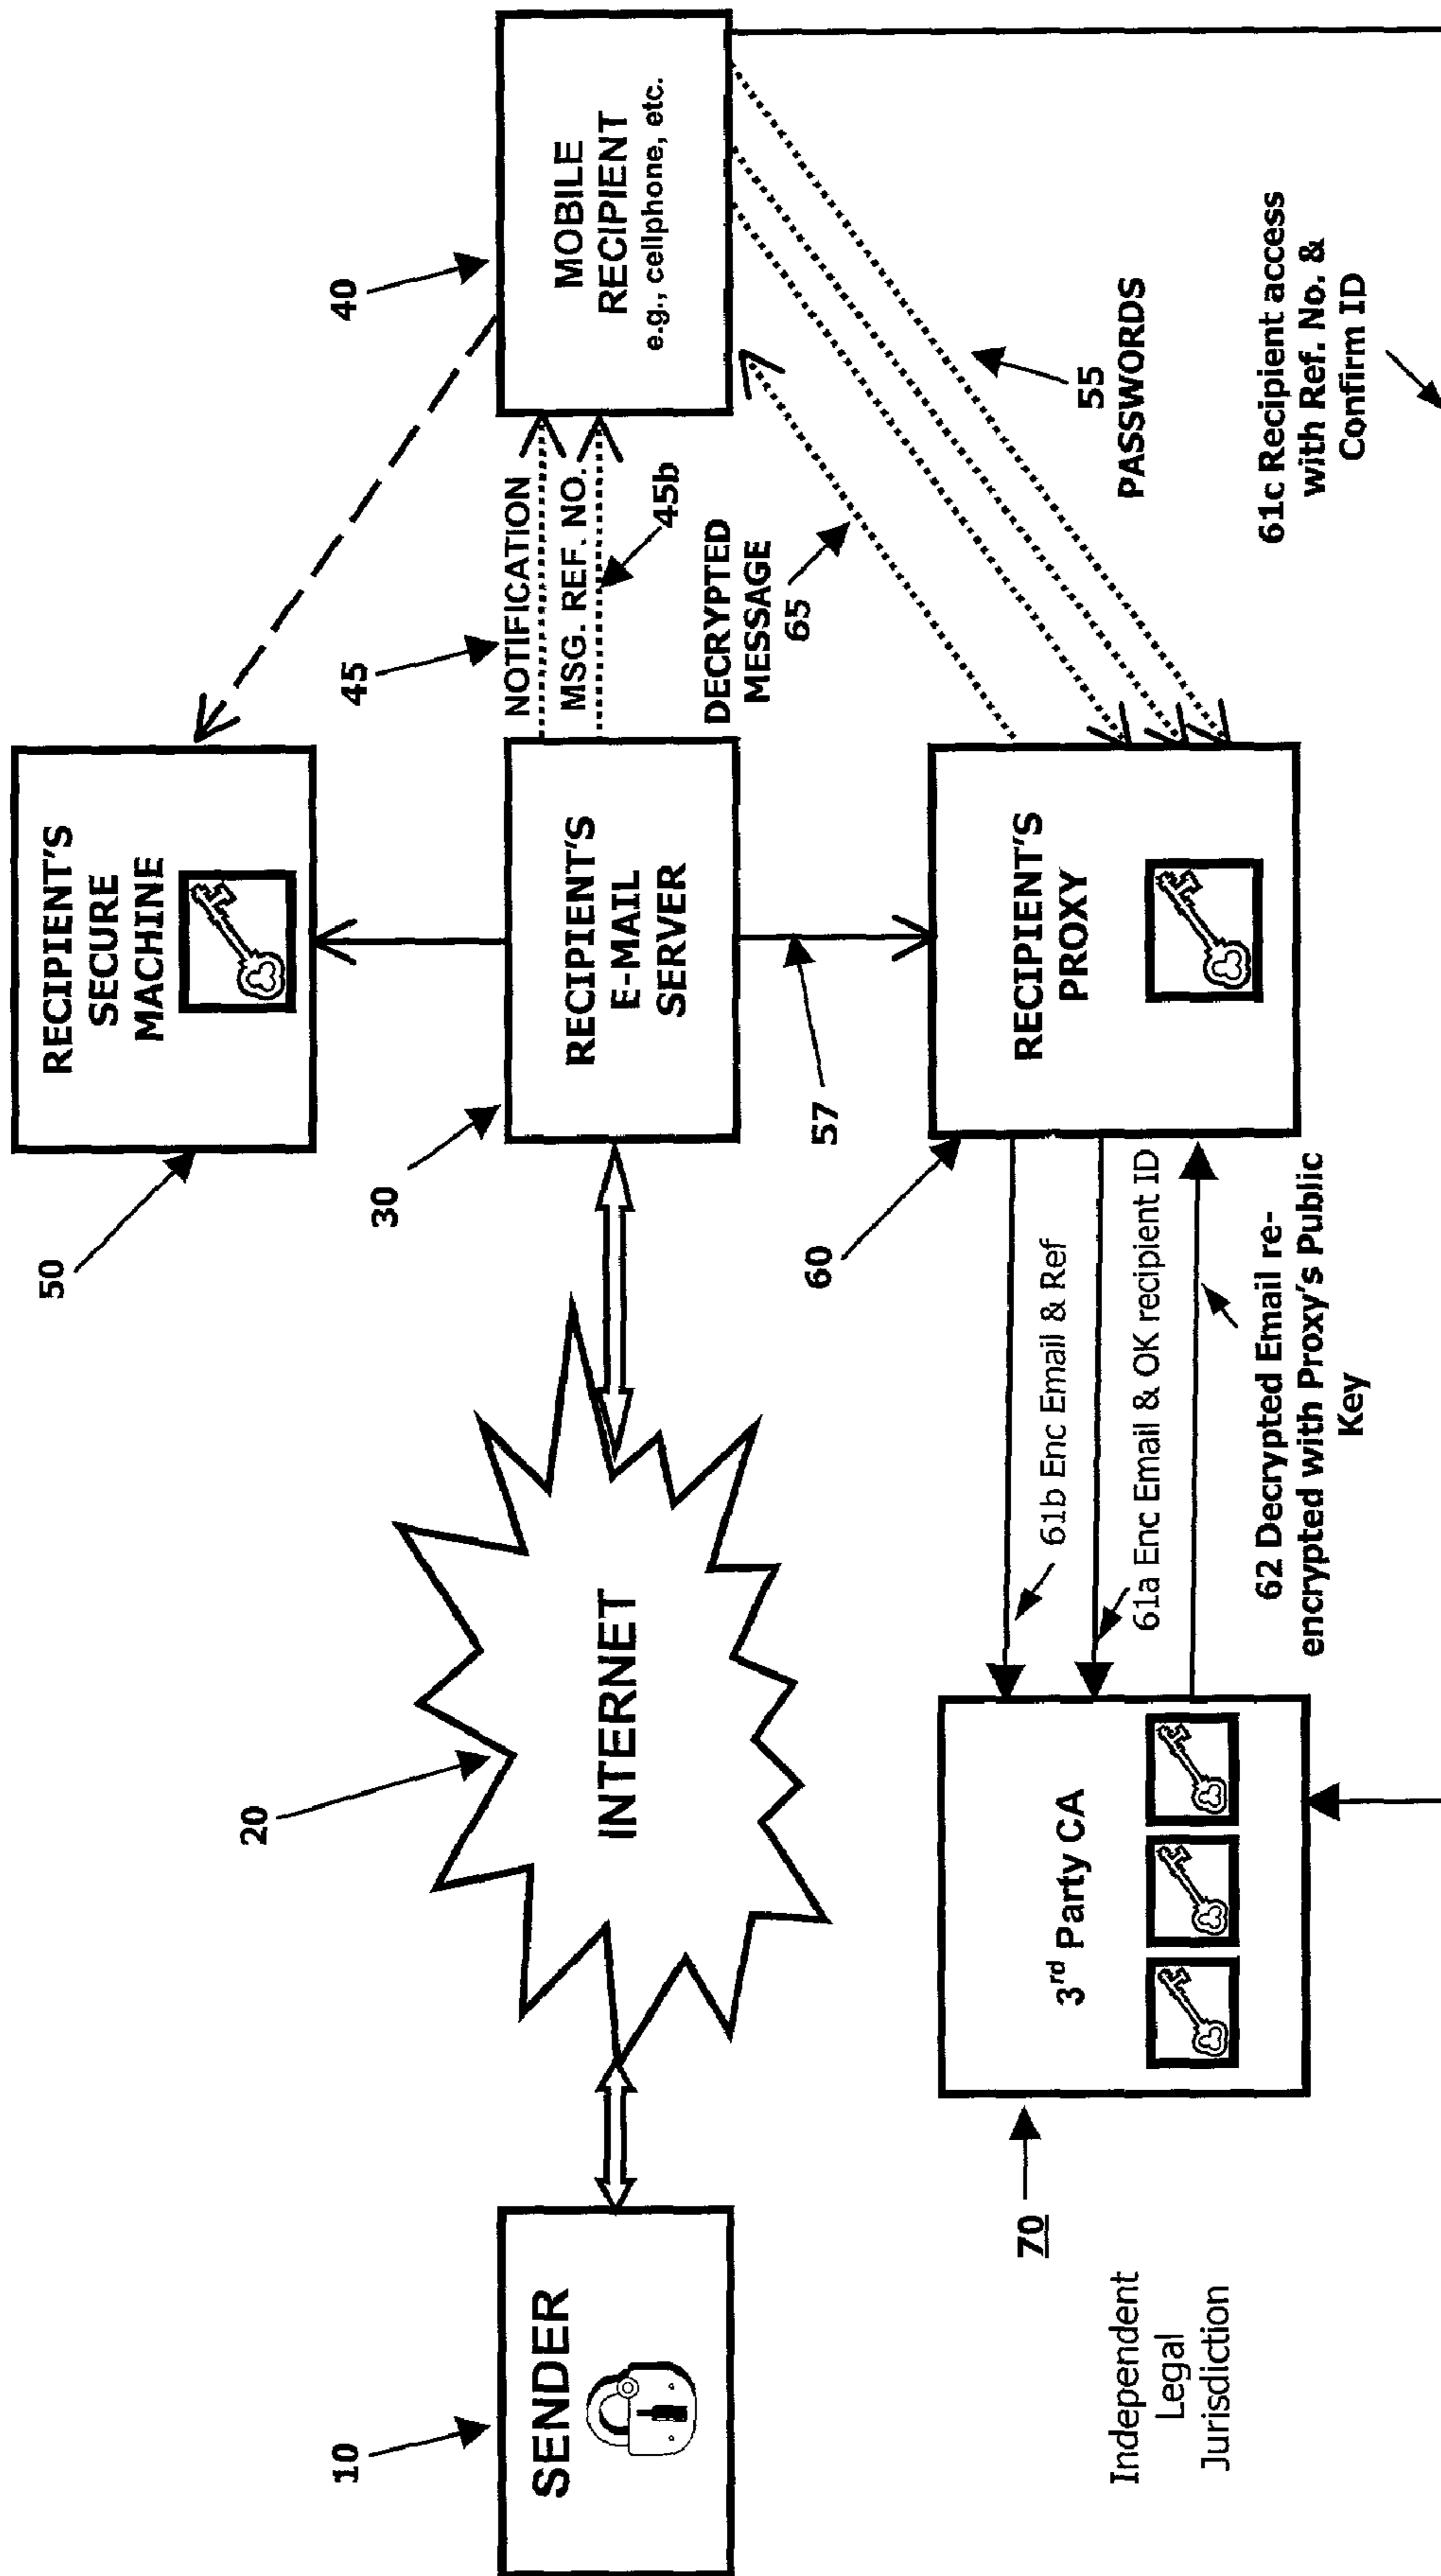 50
RECIPIENT'S
SECURE
MACHINE
10
SENDER
20
INTERNET
30
RECIPIENT'S
E-MAIL
SERVER
45
NOTIFICATION
MSG. REF. NO.
45b
40
MOBILE
RECIPIENT
e.g., cellphone, etc.
57
DECRYPTED
MESSAGE
65
55
PASSWORDS
60
RECIPIENT'S
PROXY
61b Enc Email & Ref
61a Enc Email & OK recipient ID
62 Decrypted Email re-
encrypted with Proxy's Public
Key
61c Recipient access
with Ref. No. &
Confirm ID
70
3rd Party CA
Independent
Legal
Jurisdiction